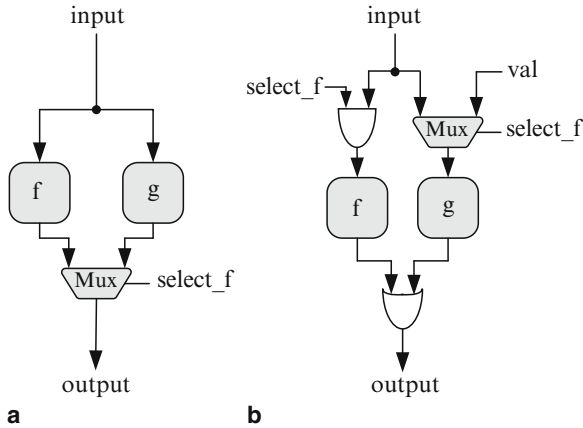 input
f
g
Mux
select_f
output
a
input
select_f
val
Mux
select_f
f
g
output
b